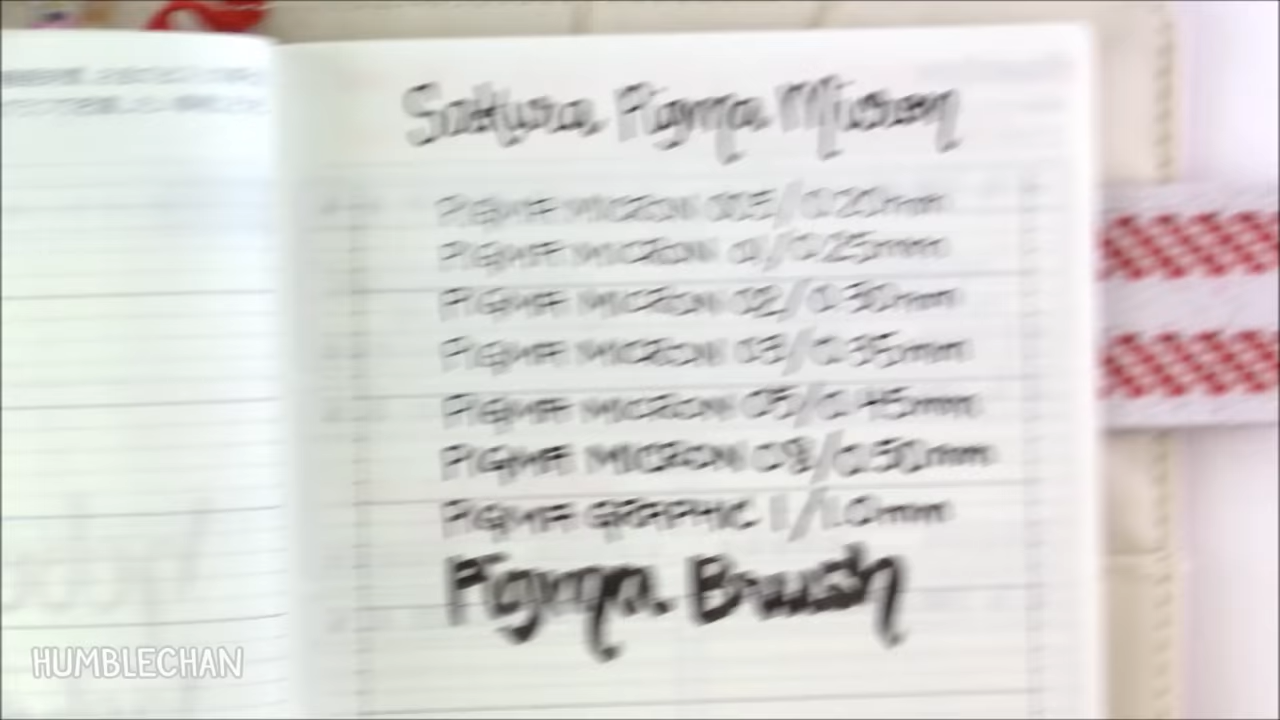 Sakura Pigma Micron
PIGMA MICRON 005/0.20mm
PIGMA MICRON 01/0.25mm
PIGMA MICRON 02/0.30mm
PIGMA MICRON 03/0.35mm
PIGMA MICRON 05/0.45mm
PIGMA MICRON 08/0.50mm
PIGMA GRAPHIC 1/1.0mm
Pigma Brush
HUMBLECHAN